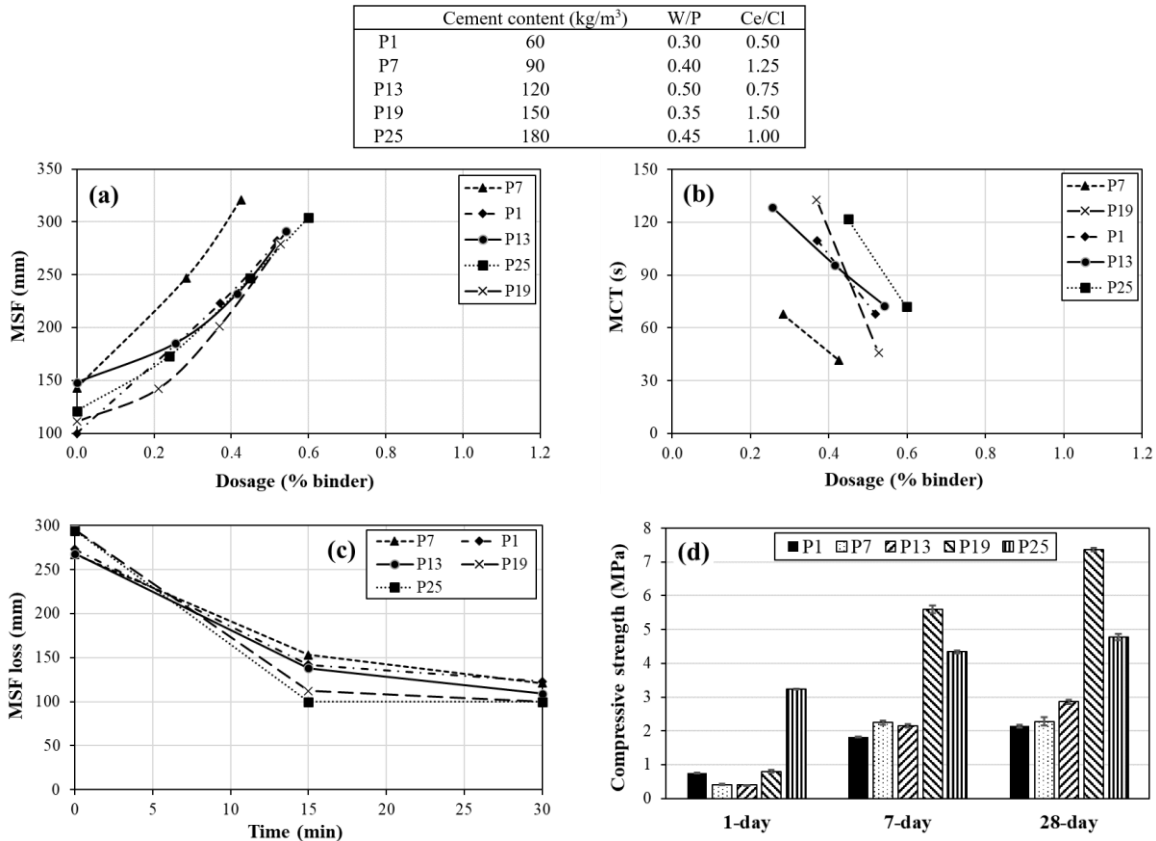 Cement content (kg/m³) W/P Ce/Cl
P1 60 0.30 0.50
P7 90 0.40 1.25
P13 120 0.50 0.75
P19 150 0.35 1.50
P25 180 0.45 1.00
(a)
MSF (mm)
350
300
250
200
150
100
0.0 0.2 0.4 0.6 0.8 1.0 1.2
Dosage (% binder)
P7
P1
P13
P25
P19
(b)
MCT (s)
150
120
90
60
30
0
0.0 0.2 0.4 0.6 0.8 1.0 1.2
Dosage (% binder)
P7
P19
P1
P13
P25
(c)
MSF loss (mm)
300
250
200
150
100
50
0
0 5 10 15 20 25 30
Time (min)
P7 P1
P13 P19
P25
(d)
Compressive strength (MPa)
8
7
6
5
4
3
2
1
0
P1 P7 P13 P19 P25
1-day 7-day 28-day